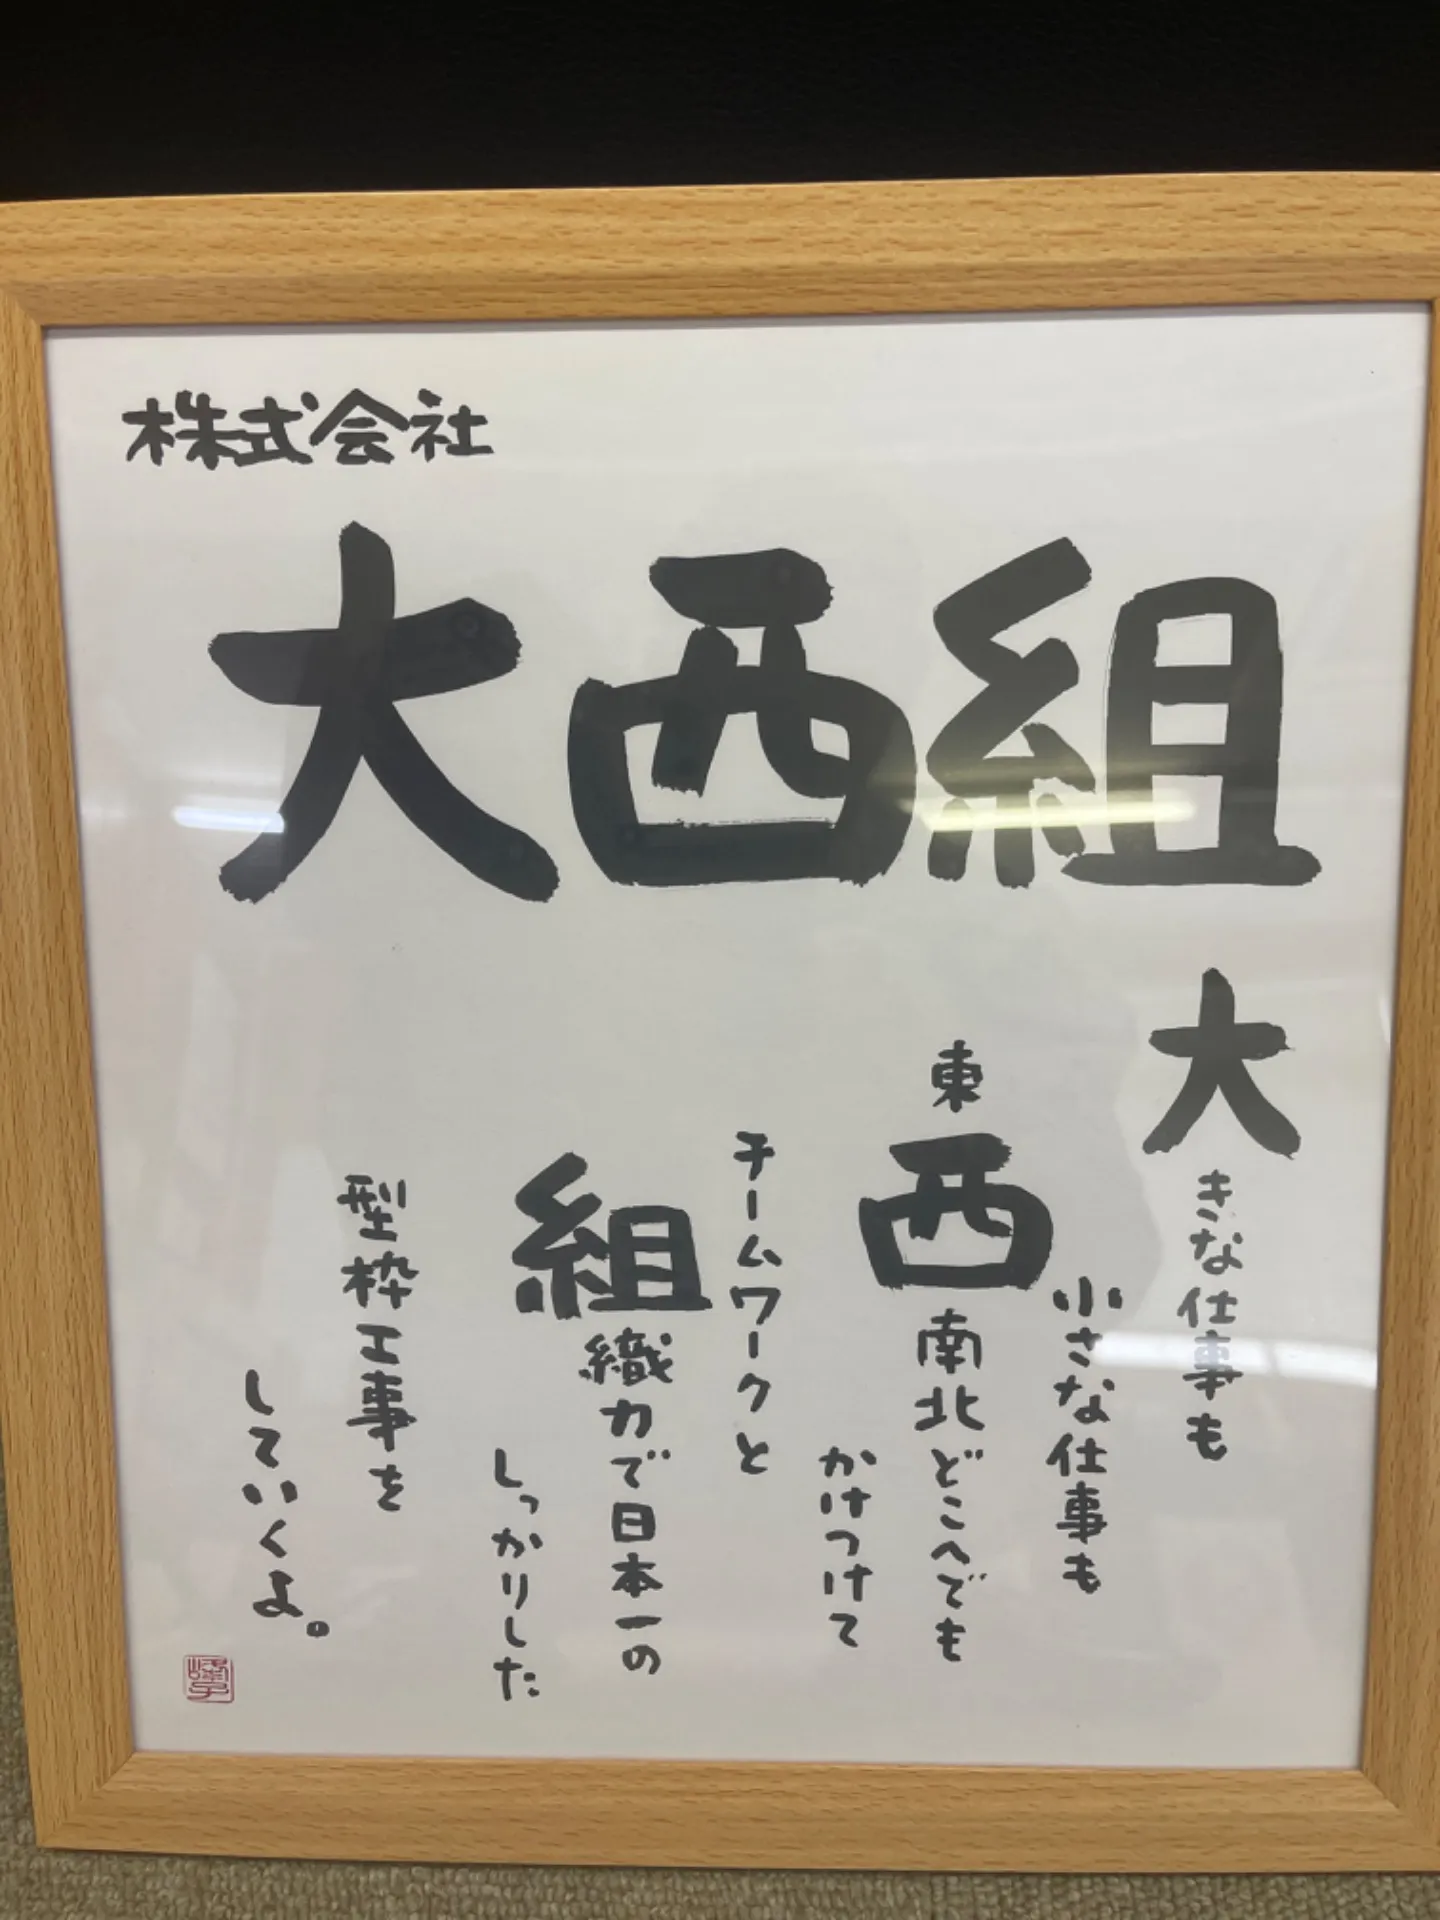 株式会社
大西組
大きな仕事も
小さな仕事も
東西南北どこへでも
かけつけて
チームワークと
組織力で日本一の
しっかりした
型枠工事を
していくよ。